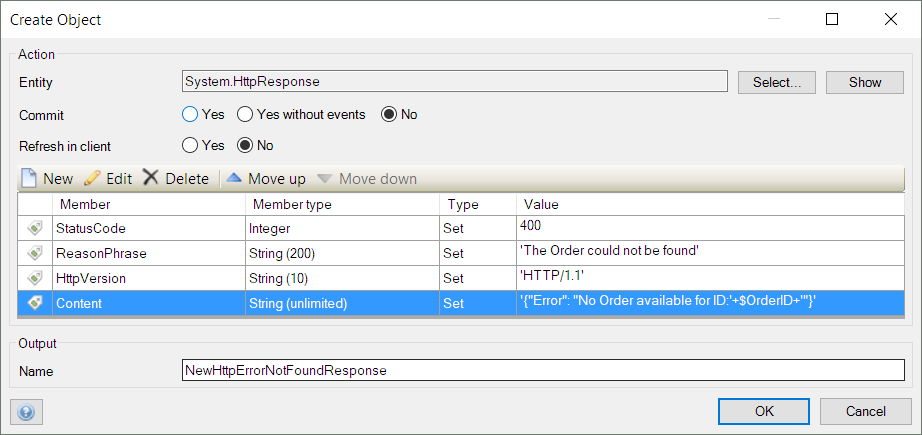 Create Object
Action
Entity System.HttpResponse Select... Show
Commit Yes Yes without events No
Refresh in client Yes No
New Edit Delete Move up Move down
Member Member type Type Value
StatusCode Integer Set 400
ReasonPhrase String (200) Set 'The Order could not be found'
HttpVersion String (10) Set 'HTTP/1.1'
Content String (unlimited) Set '{"Error": "No Order available for ID:'+$OrderID+'"}'
Output
Name NewHttpErrorNotFoundResponse
OK Cancel